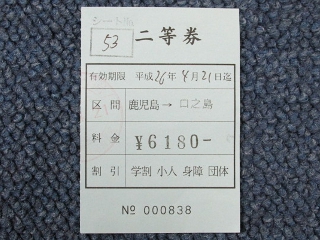 シートNo.
53 二等券
有効期限 平成26年4月21日迄
区間 鹿児島→口之島
料金 ¥6180-
割引 学割 小人 身障 団体
№ 000838